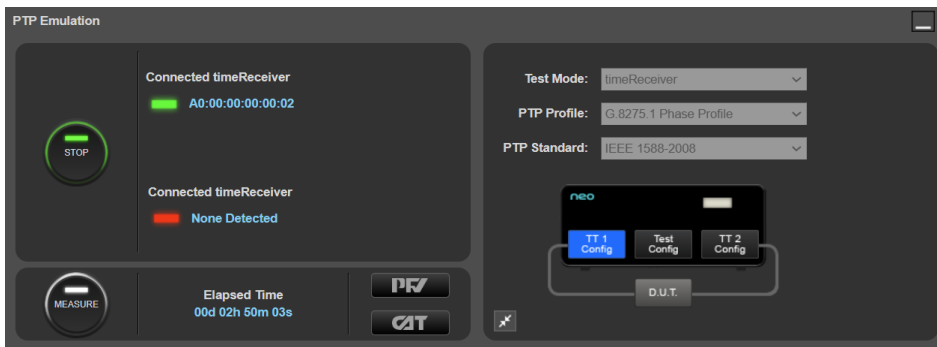 PTP Emulation
Connected timeReceiver
A0:00:00:00:00:02
STOP
Connected timeReceiver
None Detected
MEASURE
Elapsed Time
00d 02h 50m 03s
PFV
CAT
Test Mode: timeReceiver
PTP Profile: G.8275.1 Phase Profile
PTP Standard: IEEE 1588-2008
neo
TT 1
Config
Test
Config
TT 2
Config
D.U.T.